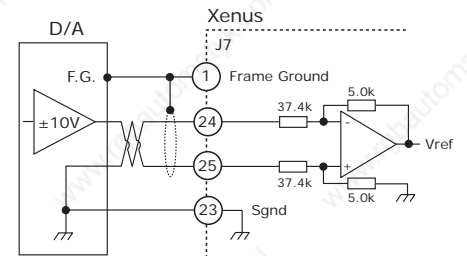 Xenus
D/A
J7
F.G.
1
Frame Ground
±10V
24
37.4k
5.0k
-
+
Vref
25
37.4k
5.0k
23
Sgnd